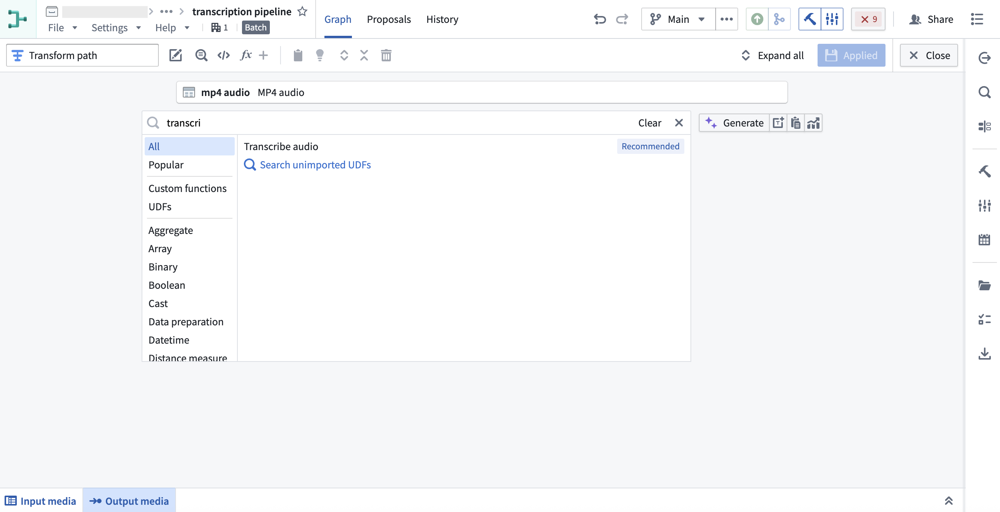 transcription pipeline
File Settings Help 1 Batch
Graph Proposals History
Main
9
Share
Transform path
fx
Expand all
Applied
Close
mp4 audio MP4 audio
transcri
Clear
Generate
All
Popular
Custom functions
UDFs
Aggregate
Array
Binary
Boolean
Cast
Data preparation
Datetime
Distance measure
Transcribe audio Recommended
Search unimported UDFs
Input media
Output media